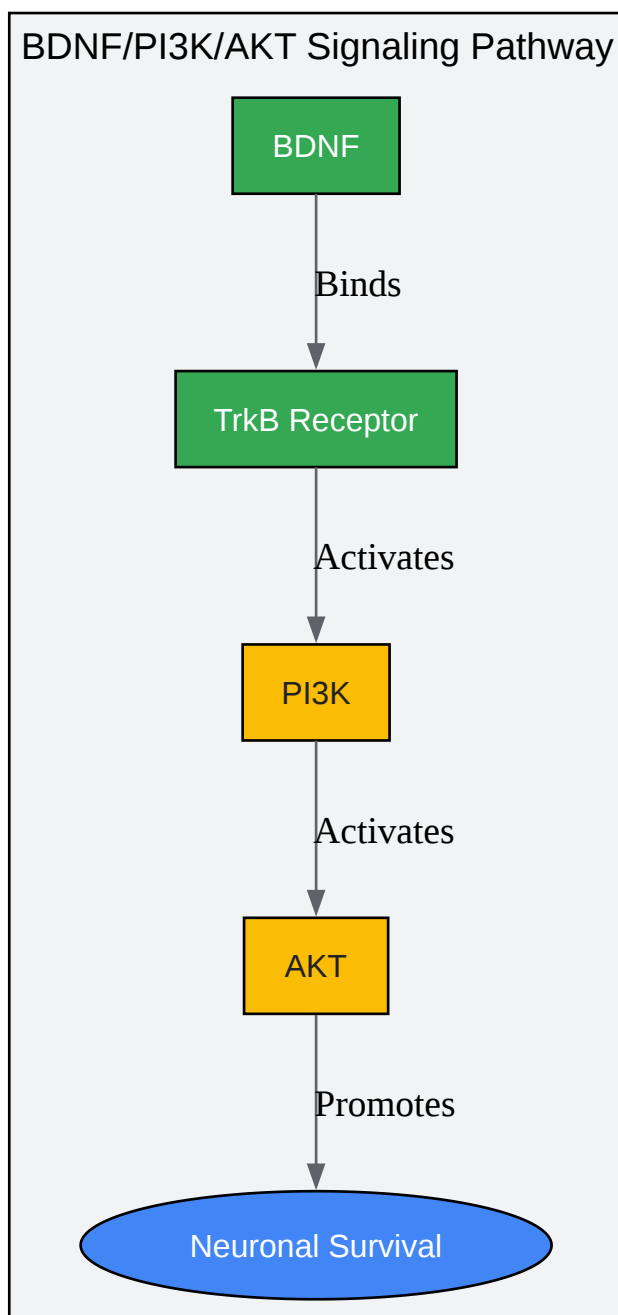 BDNF/PI3K/AKT Signaling Pathway
BDNF
Binds
TrkB Receptor
Activates
PI3K
Activates
AKT
Promotes
Neuronal Survival